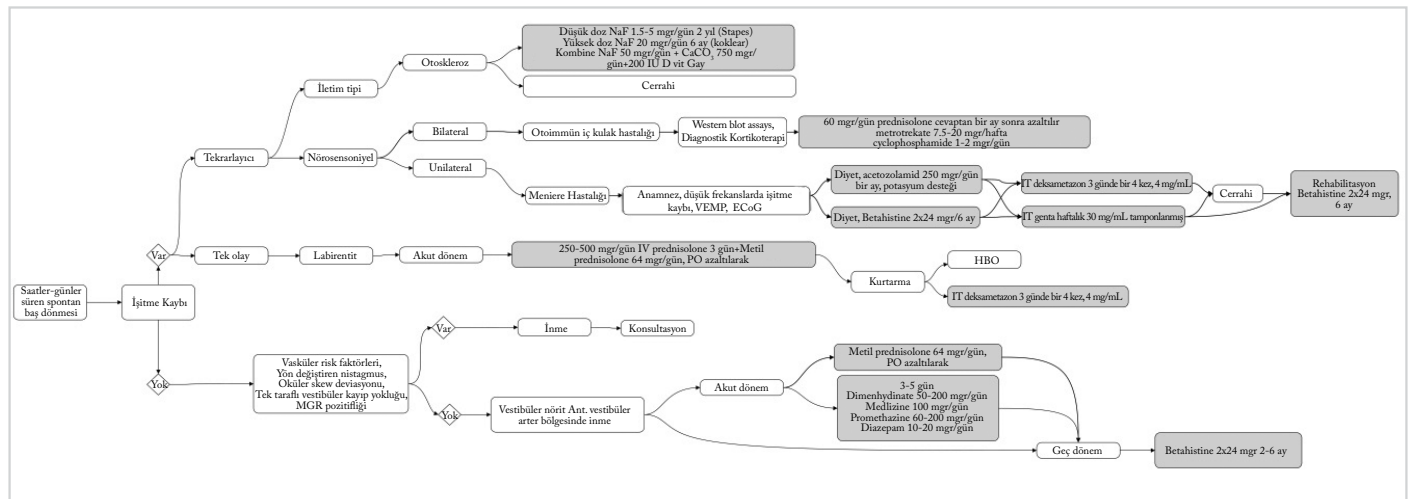 Düşük doz NaF 1.5-5 mgr/gün 2 yıl (Stapes)
Yüksek doz NaF 20 mgr/gün 6 ay (koklear)
Kombine NaF 50 mgr/gün + CaCO3 750 mgr/
gün+200 IU D vit Gay
Otoskleroz
Cerrahi
İletim tipi
Bilateral
Otoimmün iç kulak hastalığı
Western blot assays,
Diagnostik Kortikoterapi
60 mgr/gün prednisolone cevaptan bir ay sonra azaltılır
metrotrekate 7.5-20 mgr/hafta
cyclophosphamide 1-2 mgr/gün
Tekrarlayıcı
Nörosensoniyel
Unilateral
Meniere Hastalığı
Anamnez, düşük frekanslarda işitme
kaybı, VEMP, ECoG
Diyet, acetozolamid 250 mgr/gün
bir ay, potasyum desteği
Diyet, Betahistine 2x24 mgr/6 ay
IT deksametazon 3 günde bir 4 kez, 4 mg/mL
IT genta haftalık 30 mg/mL tamponlanmış
Cerrahi
Rehabilitasyon
Betahistine 2x24 mgr,
6 ay
Var
Tek olay
Labirentit
Akut dönem
250-500 mgr/gün IV prednisolone 3 gün+Metil
prednisolone 64 mgr/gün, PO azaltılarak
Kurtarma
HBO
IT deksametazon 3 günde bir 4 kez, 4 mg/mL
Saatler-günler
süren spontan
baş dönmesi
İşitme Kaybı
Yok
Vasküler risk faktörleri,
Yön değiştiren nistagmus,
Oküler skew deviasyonu,
Tek taraflı vestibüler kayıp yokluğu,
MGR pozitifliği
Var
İnme
Konsultasyon
Yok
Vestibüler nörit Ant. vestibüler
arter bölgesinde inme
Akut dönem
Metil prednisolone 64 mgr/gün,
PO azaltılarak
3-5 gün
Dimenhydinate 50-200 mgr/gün
Medlizine 100 mgr/gün
Promethazine 60-200 mgr/gün
Diazepam 10-20 mgr/gün
Geç dönem
Betahistine 2x24 mgr 2-6 ay